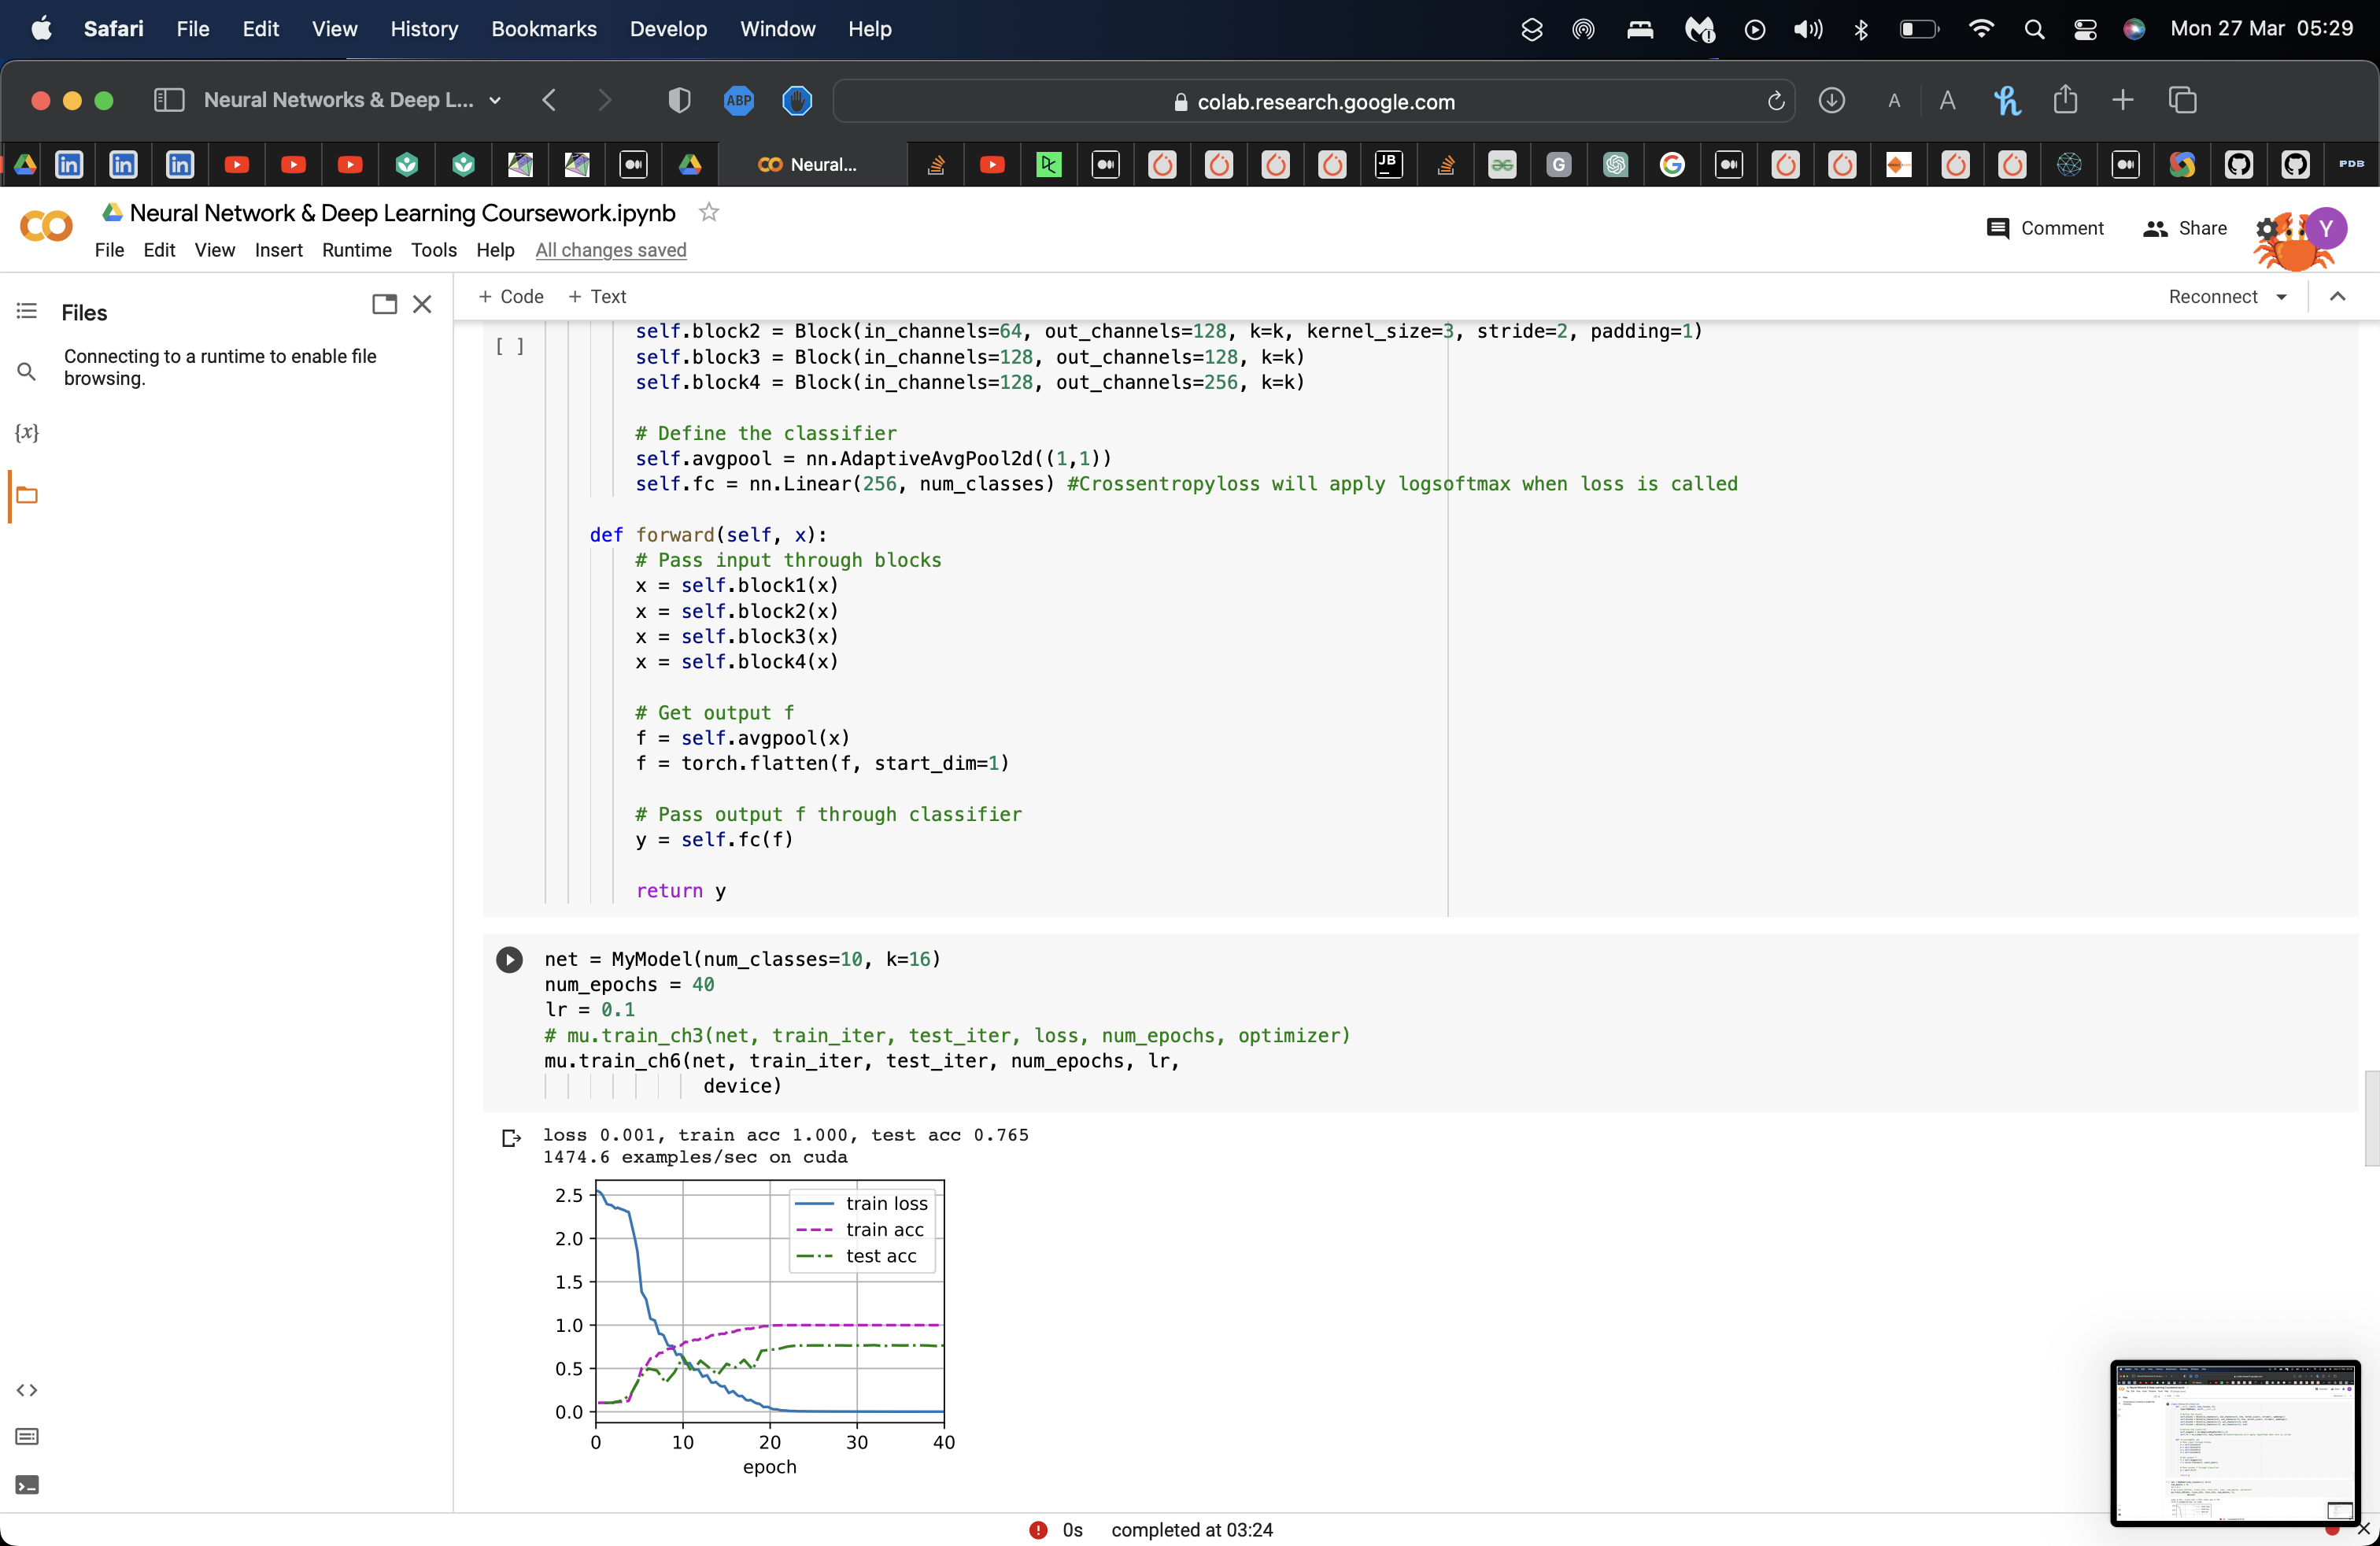 Safari File Edit View History Bookmarks Develop Window Help Mon 27 Mar 05:29
Neural Networks & Deep L... ABP colab.research.google.com A A
in in in Neural... JB G G PDB
Neural Network & Deep Learning Coursework.ipynb
Comment Share Y
File Edit View Insert Runtime Tools Help All changes saved
Files
+ Code + Text Reconnect
Connecting to a runtime to enable file
browsing.
{x}
[ ]
self.block2 = Block(in_channels=64, out_channels=128, k=k, kernel_size=3, stride=2, padding=1)
self.block3 = Block(in_channels=128, out_channels=128, k=k)
self.block4 = Block(in_channels=128, out_channels=256, k=k)
# Define the classifier
self.avgpool = nn.AdaptiveAvgPool2d((1,1))
self.fc = nn.Linear(256, num_classes) #Crossentropyloss will apply logsoftmax when loss is called
def forward(self, x):
# Pass input through blocks
x = self.block1(x)
x = self.block2(x)
x = self.block3(x)
x = self.block4(x)
# Get output f
f = self.avgpool(x)
f = torch.flatten(f, start_dim=1)
# Pass output f through classifier
y = self.fc(f)
return y
net = MyModel(num_classes=10, k=16)
num_epochs = 40
lr = 0.1
# mu.train_ch3(net, train_iter, test_iter, loss, num_epochs, optimizer)
mu.train_ch6(net, train_iter, test_iter, num_epochs, lr,
device)
loss 0.001, train acc 1.000, test acc 0.765
1474.6 examples/sec on cuda
train loss
train acc
test acc
2.5
2.0
1.5
1.0
0.5
0.0
0 10 20 30 40
epoch
0s completed at 03:24